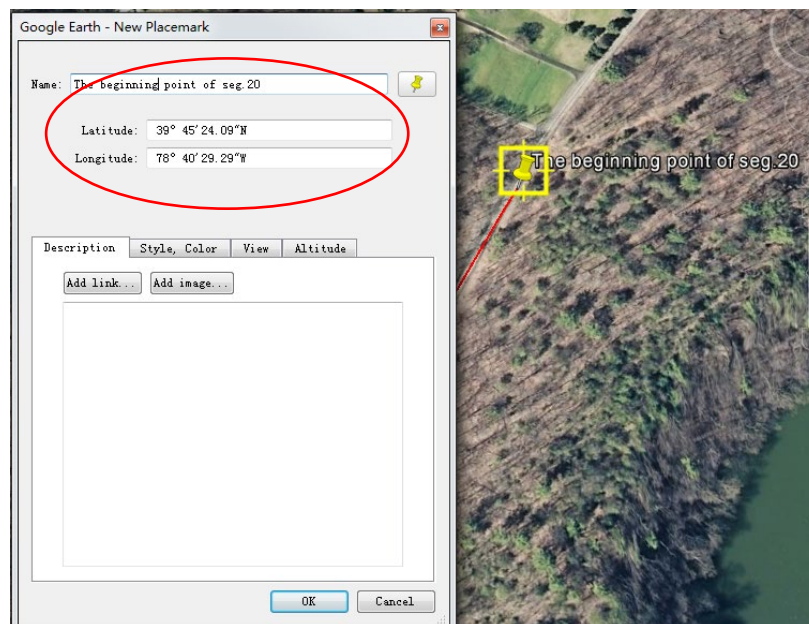 Google Earth - New Placemark
Name: The beginning point of seg.20
Latitude: 39° 45'24.09"N
Longitude: 78° 40'29.29"W
Description Style, Color View Altitude
Add link... Add image...
OK Cancel
The beginning point of seg.20